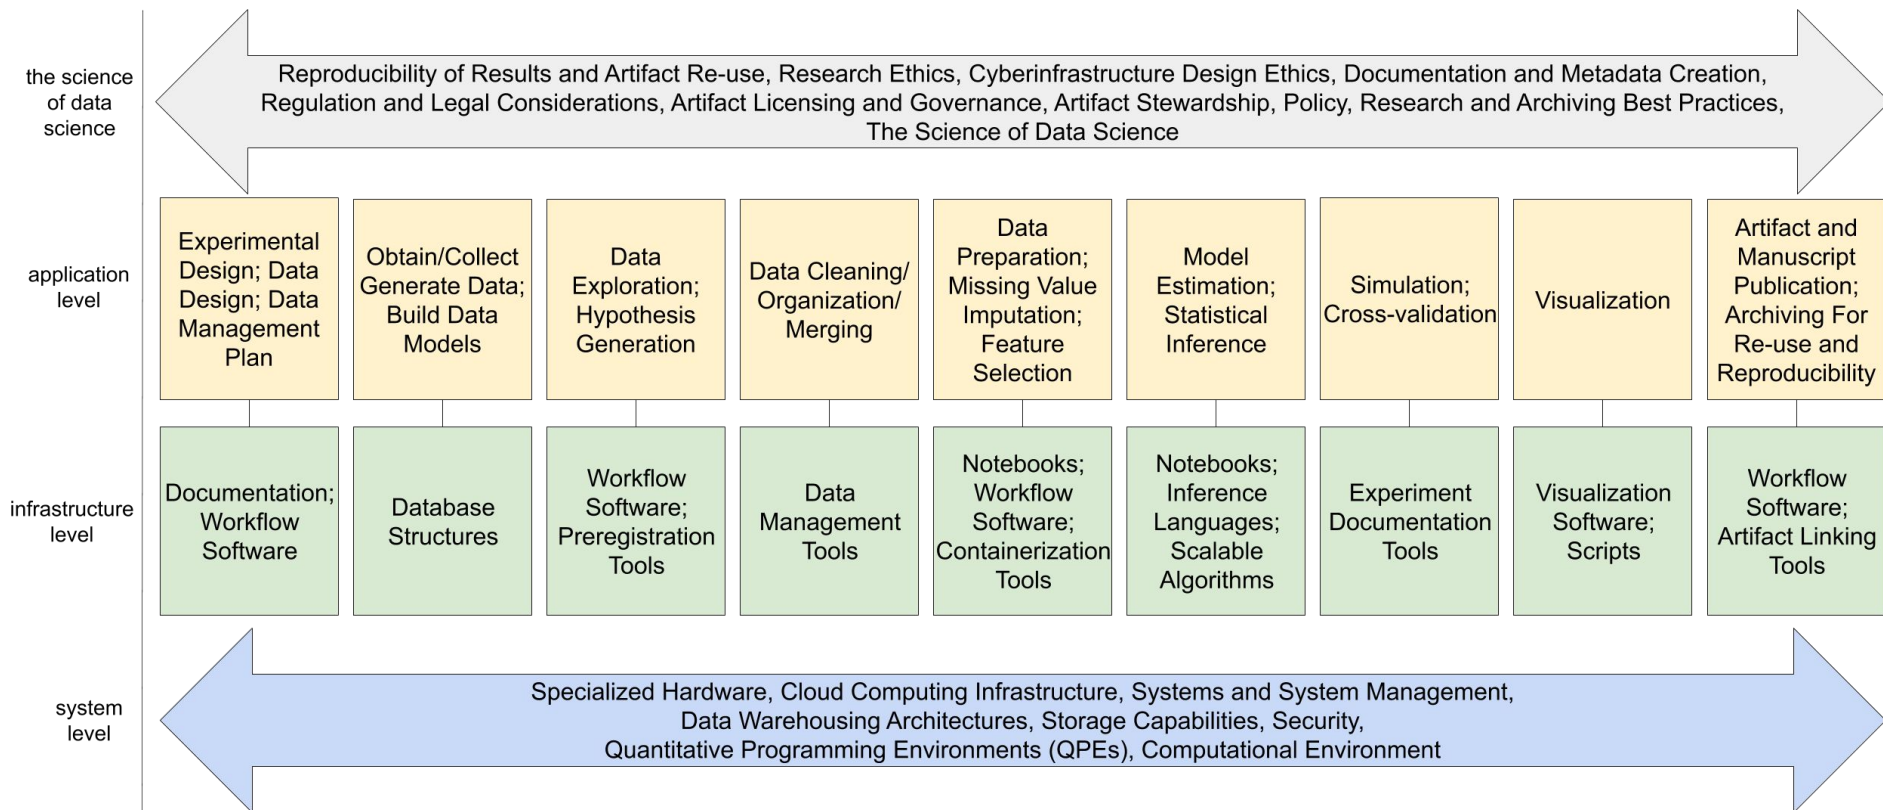 the science
of data
science
Reproducibility of Results and Artifact Re-use, Research Ethics, Cyberinfrastructure Design Ethics, Documentation and Metadata Creation,
Regulation and Legal Considerations, Artifact Licensing and Governance, Artifact Stewardship, Policy, Research and Archiving Best Practices,
The Science of Data Science
application
level
Experimental
Design; Data
Design; Data
Management
Plan
Obtain/Collect
Generate Data;
Build Data
Models
Data
Exploration;
Hypothesis
Generation
Data Cleaning/
Organization/
Merging
Data
Preparation;
Missing Value
Imputation;
Feature
Selection
Model
Estimation;
Statistical
Inference
Simulation;
Cross-validation
Visualization
Artifact and
Manuscript
Publication;
Archiving For
Re-use and
Reproducibility
infrastructure
level
Documentation;
Workflow
Software
Database
Structures
Workflow
Software;
Preregistration
Tools
Data
Management
Tools
Notebooks;
Workflow
Software;
Containerization
Tools
Notebooks;
Inference
Languages;
Scalable
Algorithms
Experiment
Documentation
Tools
Visualization
Software;
Scripts
Workflow
Software;
Artifact Linking
Tools
system
level
Specialized Hardware, Cloud Computing Infrastructure, Systems and System Management,
Data Warehousing Architectures, Storage Capabilities, Security,
Quantitative Programming Environments (QPEs), Computational Environment